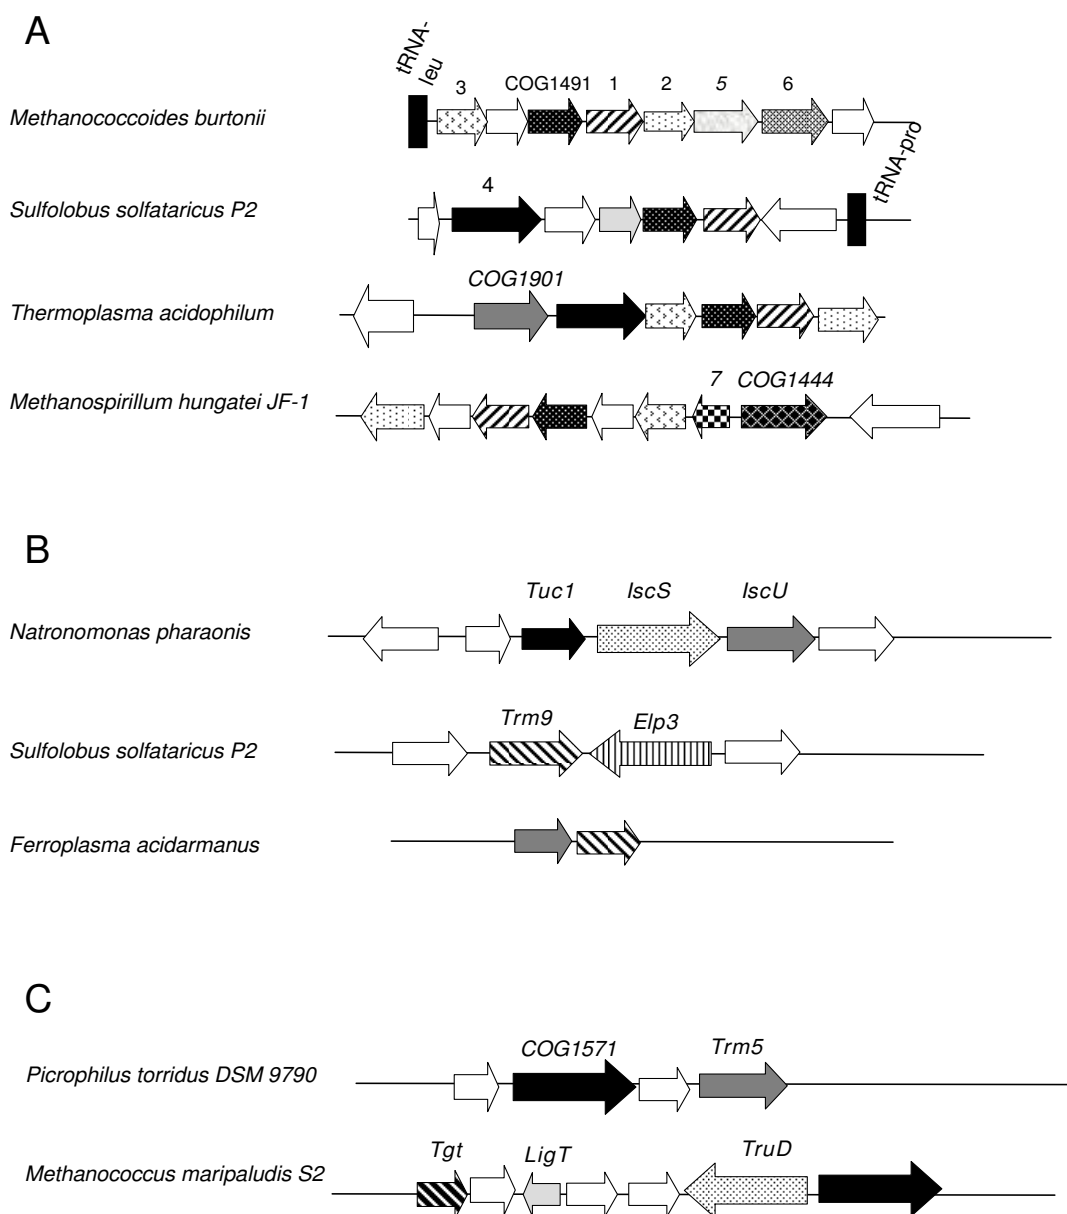 A
tRNA-
leu
3 COG1491 1 2 5 6
Methanococcoides burtonii
tRNA-pro
4
Sulfolobus solfataricus P2
COG1901
Thermoplasma acidophilum
7 COG1444
Methanospirillum hungatei JF-1
B
Tuc1 IscS IscU
Natronomonas pharaonis
Trm9 Elp3
Sulfolobus solfataricus P2
Ferroplasma acidarmanus
C
COG1571 Trm5
Picrophilus torridus DSM 9790
Tgt LigT TruD
Methanococcus maripaludis S2